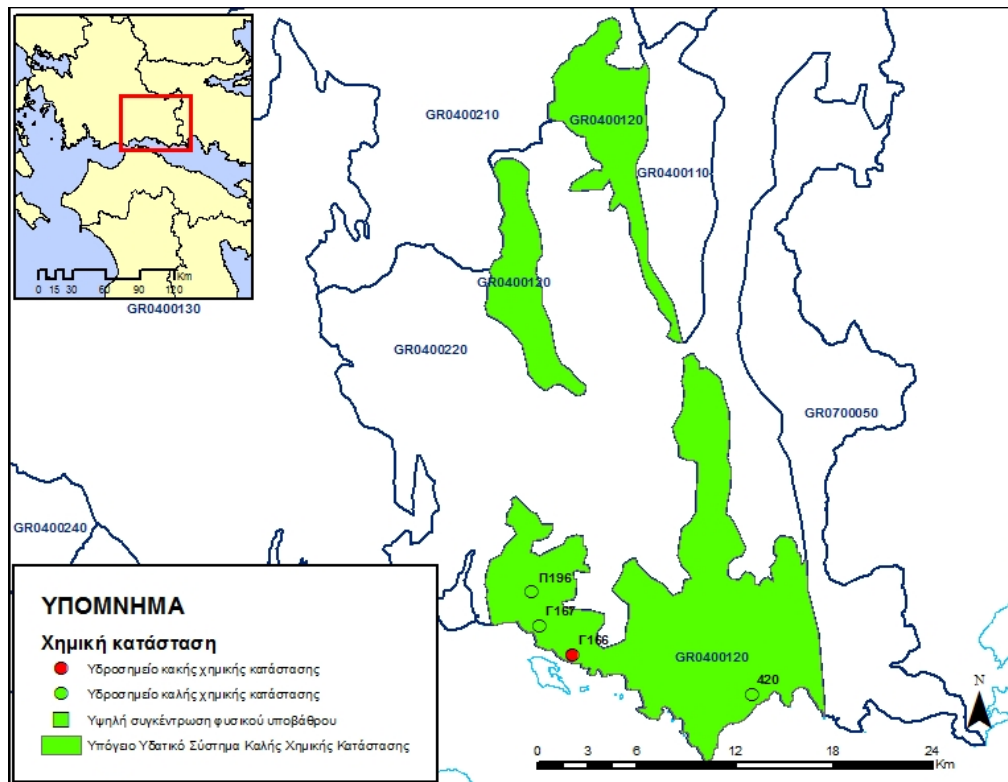 GR0400210
GR0400120
GR0400110
Km
0 15 30 60 90 120
GR0400130
GR0400120
GR0400220
GR0700050
GR0400240
Π196
Γ167
Γ166
GR0400120
420
ΥΠΟΜΝΗΜΑ
Χημική κατάσταση
Υδροσημείο κακής χημικής κατάστασης
Υδροσημείο καλής χημικής κατάστασης
Υψηλή συγκέντρωση φυσικού υποβάθρου
Υπόγειο Υδατικό Σύστημα Καλής Χημικής Κατάστασης
N
0 3 6 12 18 24
Km